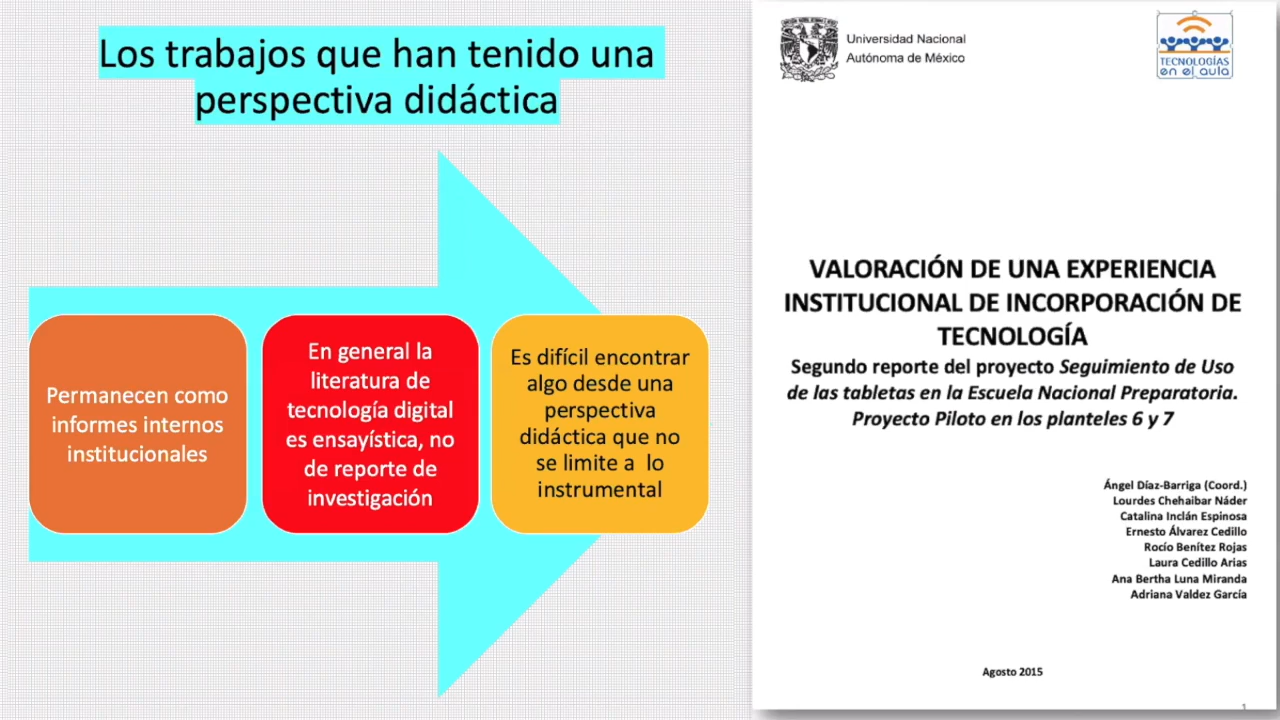 Los trabajos que han tenido una
perspectiva didáctica
Permanecen como
informes internos
institucionales
En general la
literatura de
tecnología digital
es ensayística, no
de reporte de
investigación
Es difícil encontrar
algo desde una
perspectiva
didáctica que no
se limite a lo
instrumental
Universidad Nacional
Autónoma de México
TECNOLOGÍAS
en el aula
VALORACIÓN DE UNA EXPERIENCIA
INSTITUCIONAL DE INCORPORACIÓN DE
TECNOLOGÍA
Segundo reporte del proyecto Seguimiento de Uso
de las tabletas en la Escuela Nacional Preparatoria.
Proyecto Piloto en los planteles 6 y 7
Ángel Díaz-Barriga (Coord.)
Lourdes Chehaibar Náder
Catalina Inclán Espinosa
Ernesto Álvarez Cedillo
Rocío Benítez Rojas
Laura Cedillo Arias
Ana Bertha Luna Miranda
Adriana Valdez García
Agosto 2015
1